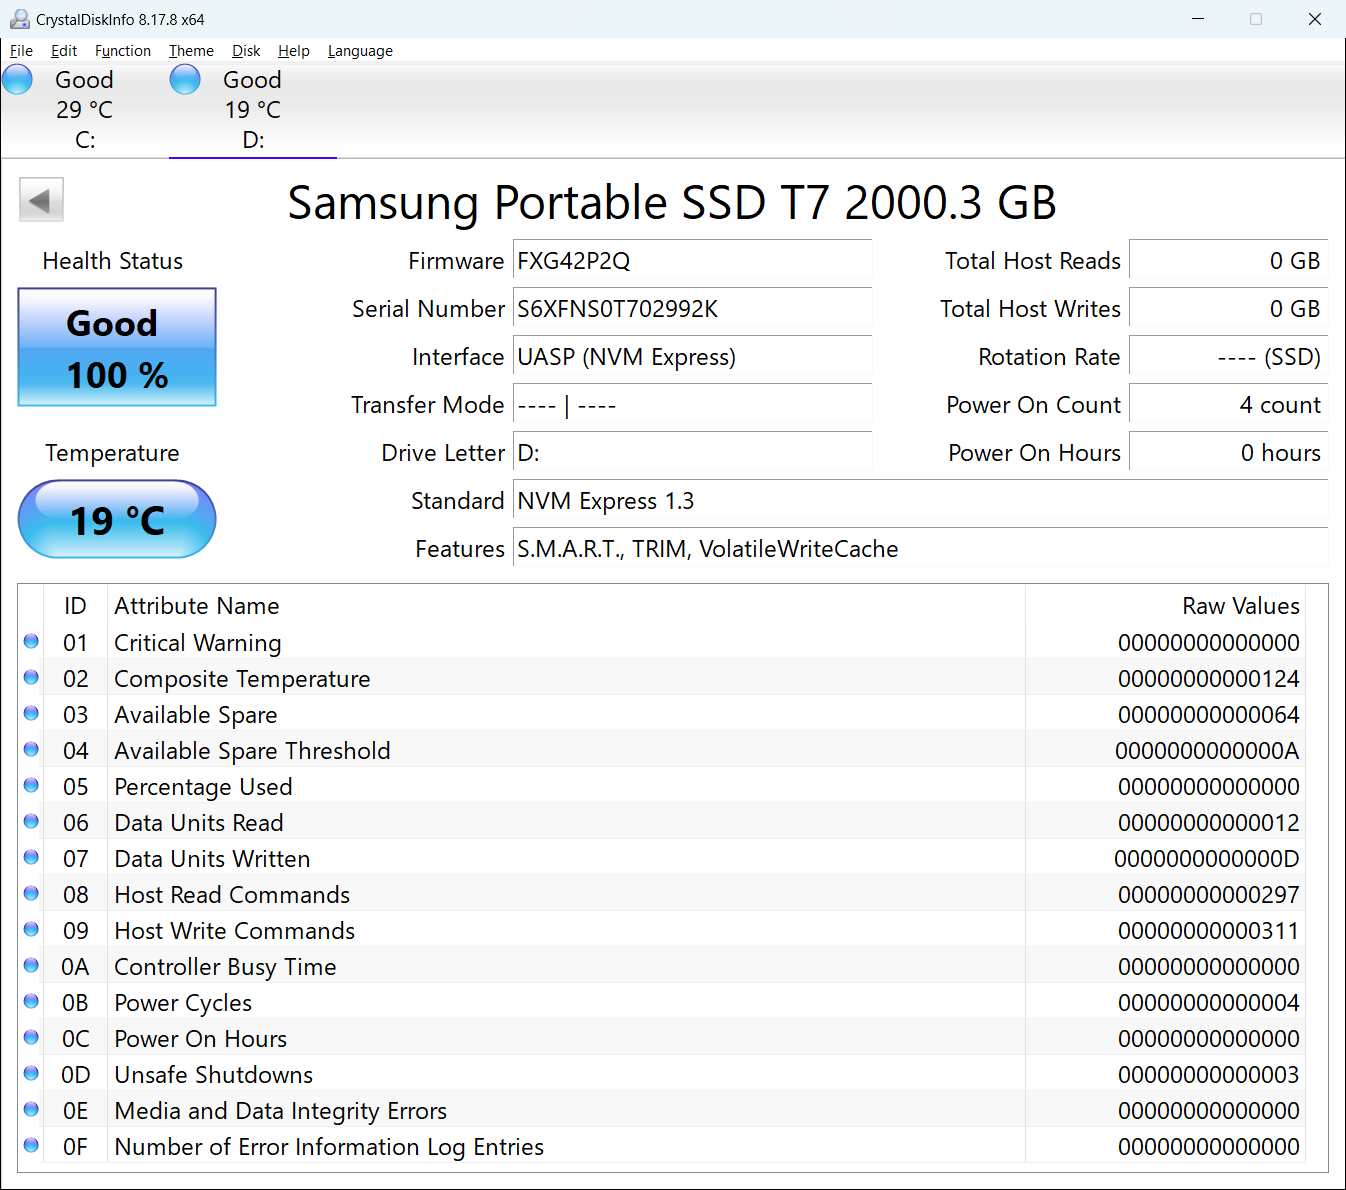 CrystalDiskInfo 8.17.8 x64
File Edit Function Theme Disk Help Language
Good Good
29 °C 19 °C
C: D:
Samsung Portable SSD T7 2000.3 GB
Health Status
Good
100 %
Temperature
19 °C
Firmware FXG42P2Q
Serial Number S6XFNS0T702992K
Interface UASP (NVM Express)
Transfer Mode ---- | ----
Drive Letter D:
Standard NVM Express 1.3
Features S.M.A.R.T., TRIM, VolatileWriteCache
Total Host Reads 0 GB
Total Host Writes 0 GB
Rotation Rate ---- (SSD)
Power On Count 4 count
Power On Hours 0 hours
ID Attribute Name Raw Values
01 Critical Warning 00000000000000
02 Composite Temperature 00000000000124
03 Available Spare 00000000000064
04 Available Spare Threshold 0000000000000A
05 Percentage Used 00000000000000
06 Data Units Read 00000000000012
07 Data Units Written 0000000000000D
08 Host Read Commands 00000000000297
09 Host Write Commands 00000000000311
0A Controller Busy Time 00000000000000
0B Power Cycles 00000000000004
0C Power On Hours 00000000000000
0D Unsafe Shutdowns 00000000000003
0E Media and Data Integrity Errors 00000000000000
0F Number of Error Information Log Entries 00000000000000